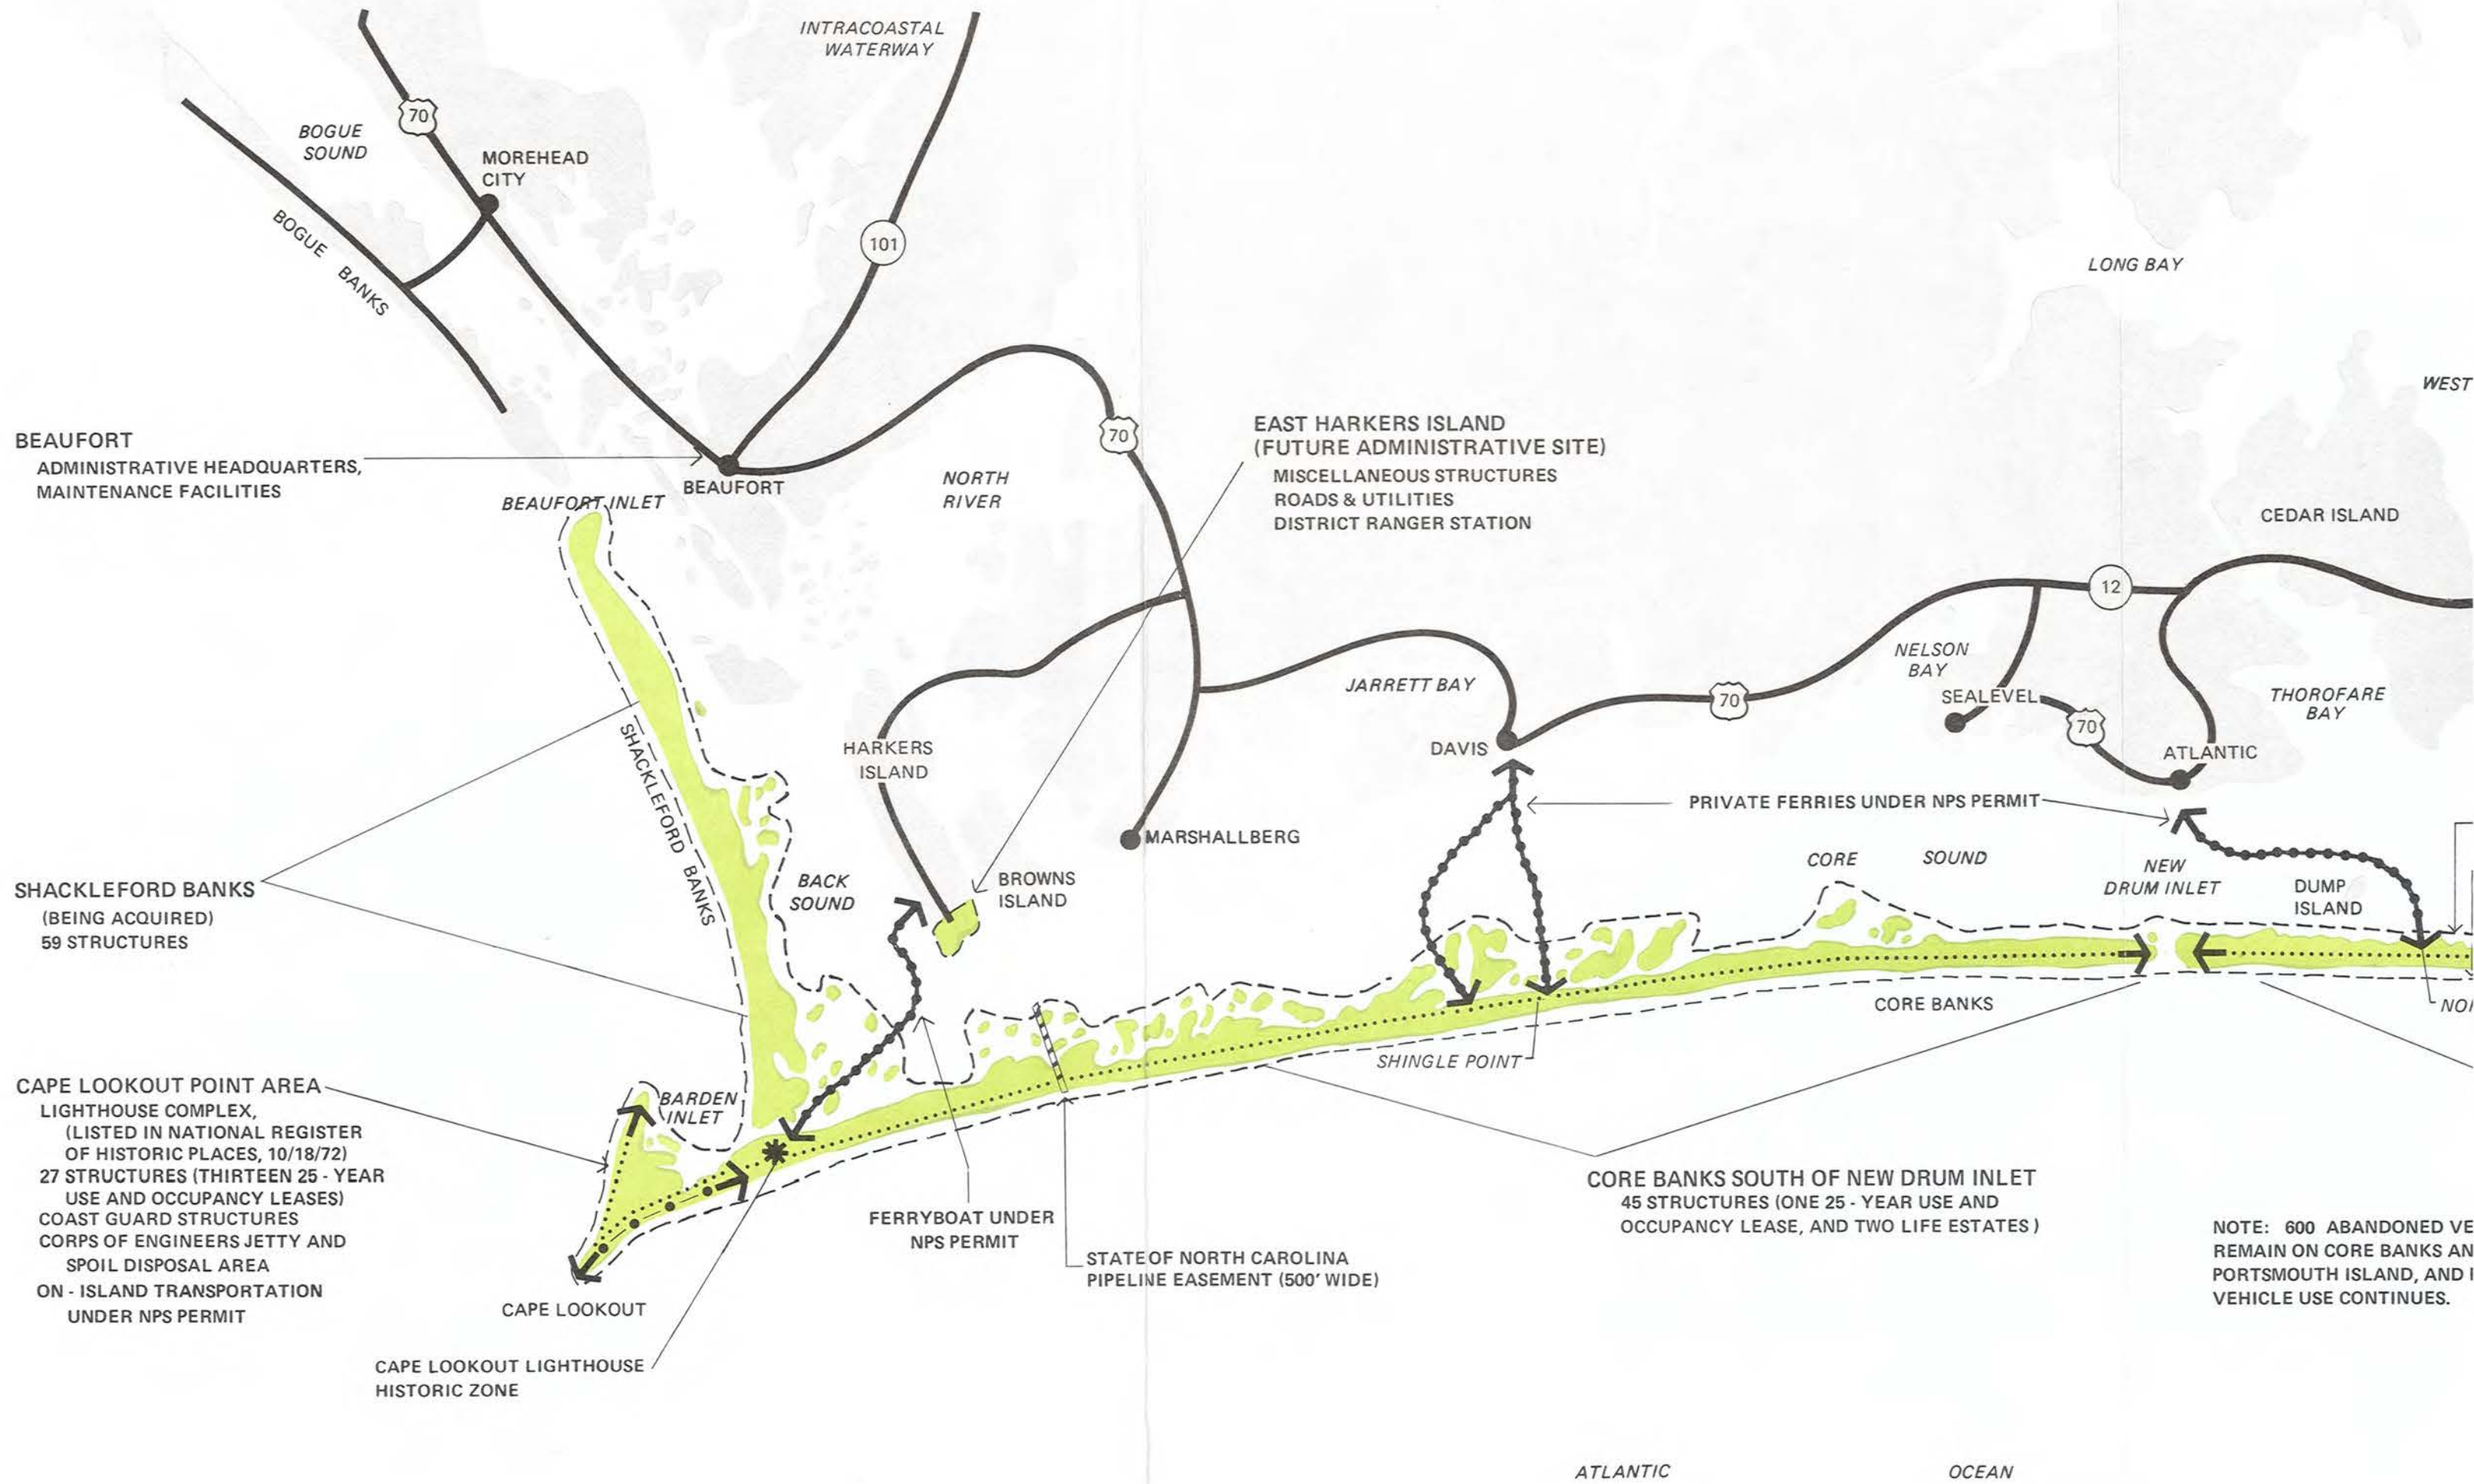 INTRACOASTAL
WATERWAY
BOGUE
SOUND
70
MOREHEAD
CITY
BOGUE BANKS
101
LONG BAY
WEST
BEAUFORT
ADMINISTRATIVE HEADQUARTERS,
MAINTENANCE FACILITIES
BEAUFORT INLET
BEAUFORT
NORTH
RIVER
70
EAST HARKERS ISLAND
(FUTURE ADMINISTRATIVE SITE)
MISCELLANEOUS STRUCTURES
ROADS & UTILITIES
DISTRICT RANGER STATION
CEDAR ISLAND
12
NELSON
BAY
JARRETT BAY
70
SEALEVEL
70
THOROFARE
BAY
HARKERS
ISLAND
DAVIS
ATLANTIC
SHACKLEFORD BANKS
PRIVATE FERRIES UNDER NPS PERMIT
MARSHALLBERG
CORE SOUND
NEW
DRUM INLET
DUMP
ISLAND
SHACKLEFORD BANKS
(BEING ACQUIRED)
59 STRUCTURES
BACK
SOUND
BROWNS
ISLAND
CORE BANKS
NOI
SHINGLE POINT
CAPE LOOKOUT POINT AREA
LIGHTHOUSE COMPLEX,
(LISTED IN NATIONAL REGISTER
OF HISTORIC PLACES, 10/18/72)
27 STRUCTURES (THIRTEEN 25 - YEAR
USE AND OCCUPANCY LEASES)
COAST GUARD STRUCTURES
CORPS OF ENGINEERS JETTY AND
SPOIL DISPOSAL AREA
ON - ISLAND TRANSPORTATION
UNDER NPS PERMIT
BARDEN
INLET
FERRYBOAT UNDER
NPS PERMIT
STATE OF NORTH CAROLINA
PIPELINE EASEMENT (500' WIDE)
CORE BANKS SOUTH OF NEW DRUM INLET
45 STRUCTURES (ONE 25 - YEAR USE AND
OCCUPANCY LEASE, AND TWO LIFE ESTATES )
NOTE: 600 ABANDONED VE
REMAIN ON CORE BANKS AN
PORTSMOUTH ISLAND, AND I
VEHICLE USE CONTINUES.
CAPE LOOKOUT
CAPE LOOKOUT LIGHTHOUSE
HISTORIC ZONE
ATLANTIC OCEAN